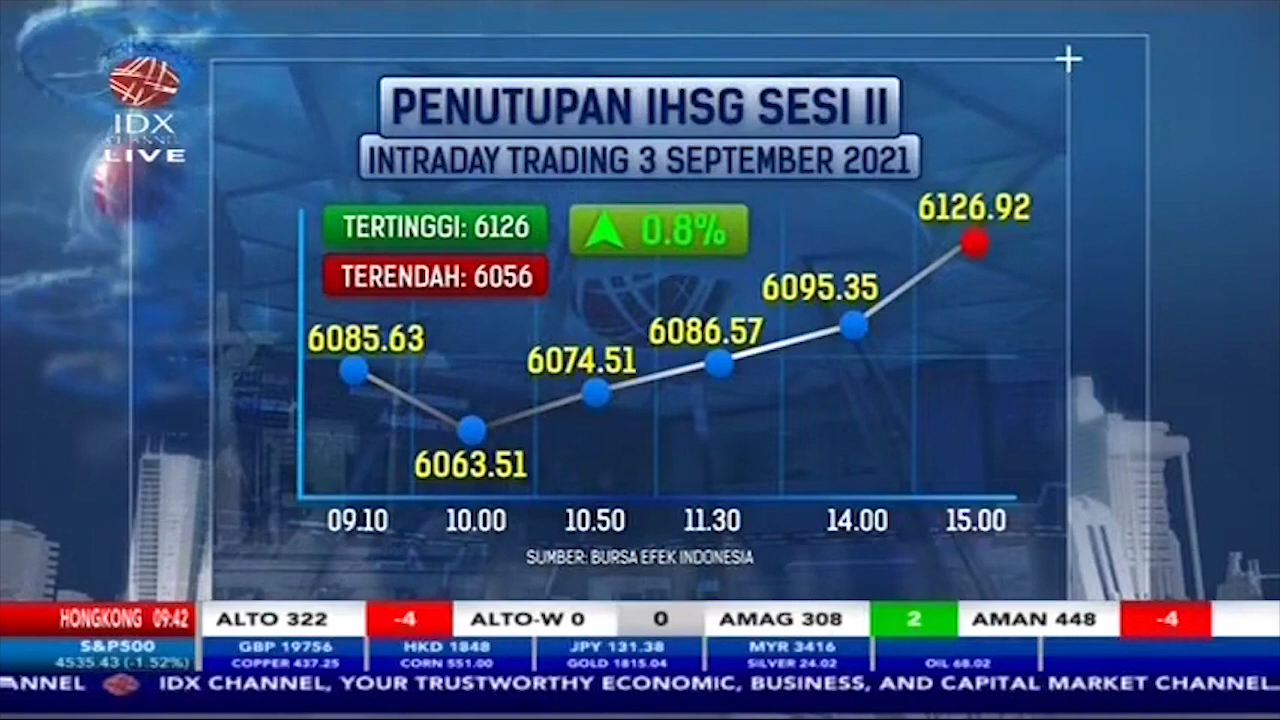 IDX
CHANNEL
LIVE
PENUTUPAN IHSG SESI II
INTRADAY TRADING 3 SEPTEMBER 2021
TERTINGGI: 6126
0.8%
TERENDAH: 6056
6126.92
6095.35
6086.57
6085.63
6074.51
6063.51
09.10 10.00 10.50 11.30 14.00 15.00
SUMBER: BURSA EFEK INDONESIA
HONGKONG 09:42 ALTO 322 -4 ALTO-W 0 0 AMAG 308 2 AMAN 448 -4
S&P500 GBP 19756 HKD 1848 JPY 131.38 MYR 3416
4535.43 (-1.52%) COPPER 437.25 CORN 551.00 GOLD 1815.04 SILVER 24.02 OIL 68.02
ANNEL IDX CHANNEL, YOUR TRUSTWORTHY ECONOMIC, BUSINESS, AND CAPITAL MARKET CHANNEL...